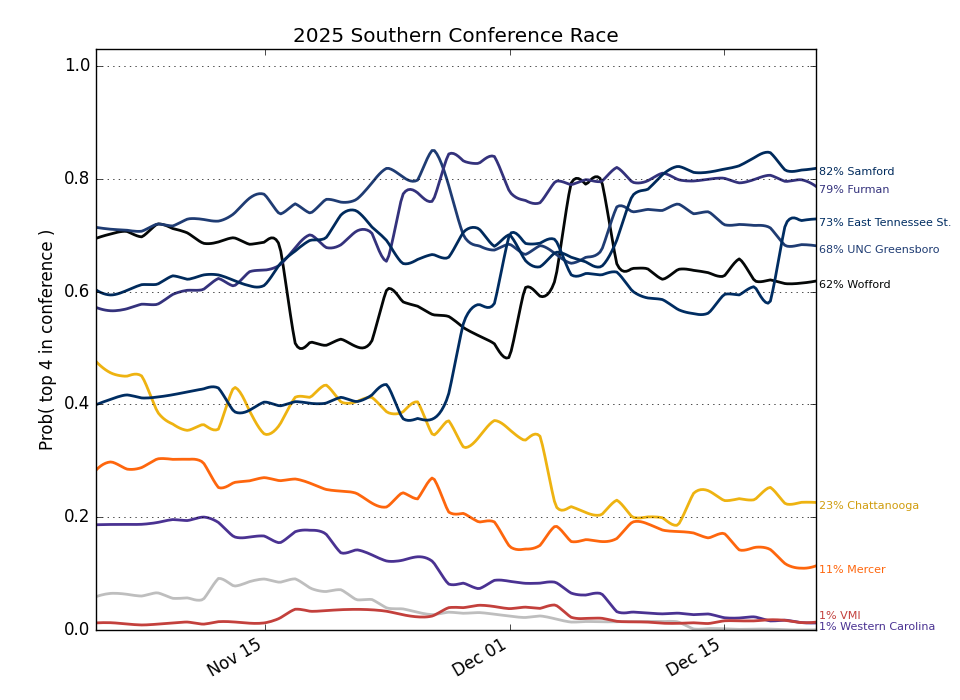 2025 Southern Conference Race
Prob( top 4 in conference )
1.0
0.8
0.6
0.4
0.2
0.0
Nov 15
Dec 01
Dec 15
82% Samford
79% Furman
73% East Tennessee St.
68% UNC Greensboro
62% Wofford
23% Chattanooga
11% Mercer
1% VMI
1% Western Carolina